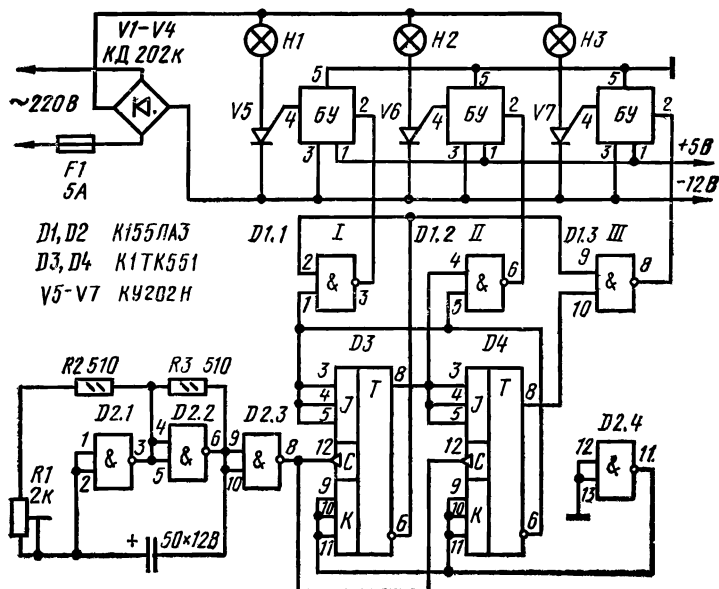 V1-V4
КД 202К
H1
H2
H3
~220В
F1
5А
V5
V6
V7
4
5
БУ
2
3
1
4
5
БУ
2
3
1
4
5
БУ
2
3
1
+5В
-12В
D1, D2 К155ЛА3
D3, D4 К1ТК551
V5-V7 КУ202Н
D1.1
I
D1.2
II
D1.3
III
2
1
&
3
4
5
&
6
9
10
&
8
D3
D4
3
4
5
J
T
8
12
C
9
10
11
K
6
3
4
5
J
T
8
12
C
9
10
11
K
6
R2 510
R3 510
D2.1
D2.2
D2.3
D2.4
1
2
&
3
4
5
&
6
9
10
&
8
12
13
&
11
R1
2К
+
50×12В